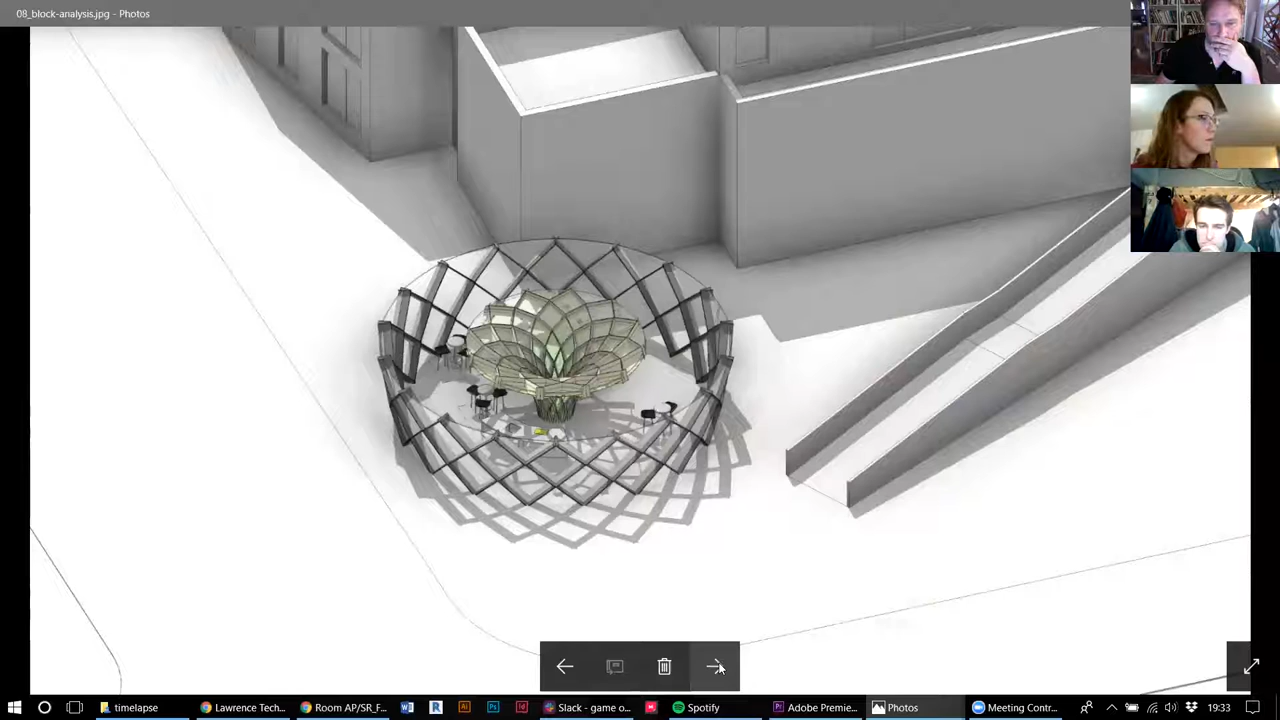 08_block-analysis.jpg - Photos
timelapse
Lawrence Tech...
Room AP/SR_F...
Slack - game o...
Spotify
Adobe Premie...
Photos
Meeting Contr...
19:33